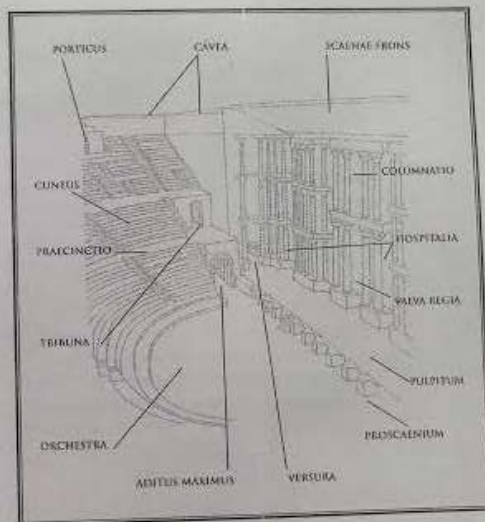 PORTICUS
CAVEA
SCAENAE FRONS
COLUMNATIO
CUNEUS
HOSPITALIA
PRAECINCTIO
VALVA REGIA
TRIBUNA
PULPITUM
PROSCAENIUM
ORCHESTRA
ADITUS MAXIMUS
VERSURA